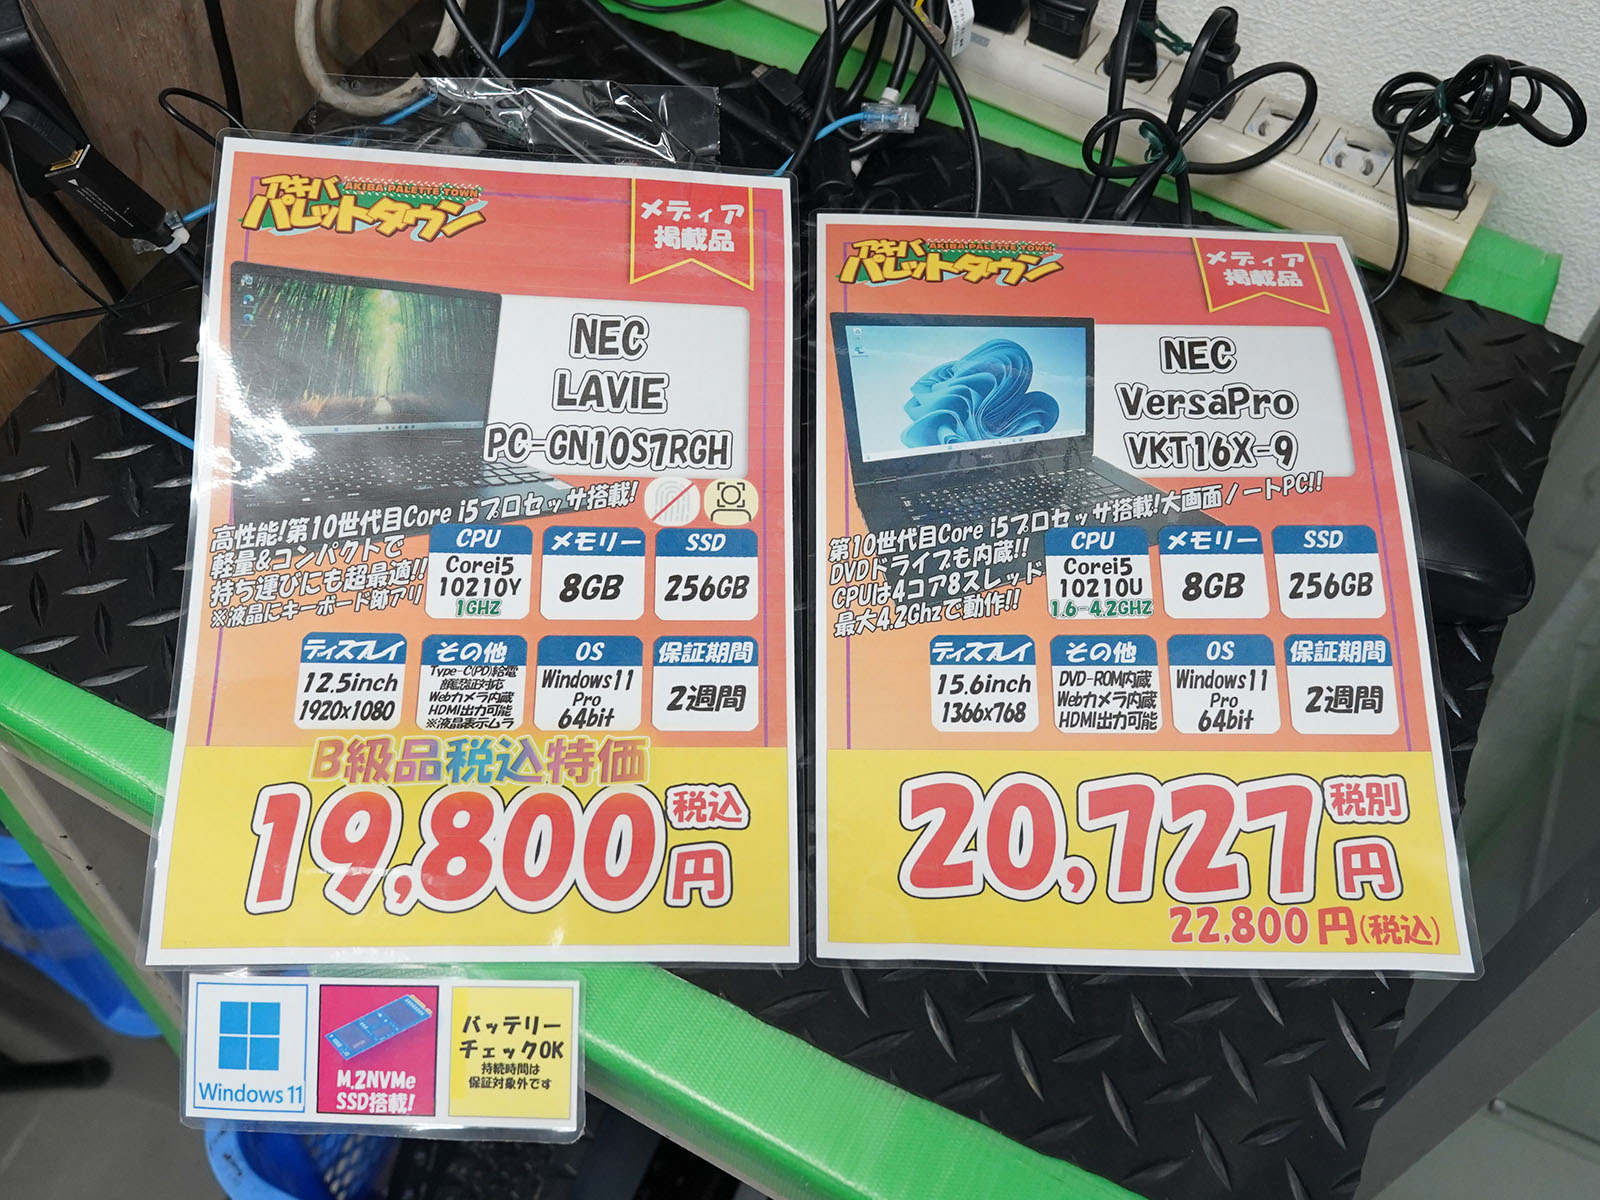 アキバ
AKIBA PALETTE TOWN
パレットタウン
メディア
掲載品
NEC
LAVIE
PC-GN10S7RGH
高性能!第10世代目Core i5プロセッサ搭載!
軽量&コンパクトで
持ち運びにも超最適!!
※液晶にキーボード跡アリ
CPU
Corei5
10210Y
1GHZ
メモリー
8GB
SSD
256GB
ディスプレイ
12.5inch
1920x1080
その他
Type-C(PD)給電
顔認証対応
Webカメラ内蔵
HDMI出力可能
※液晶表示ムラ
OS
Windows11
Pro
64bit
保証期間
2週間
B級品税込特価
19,800
税込
円
Windows 11
M.2NVMe
SSD搭載!
バッテリー
チェックOK
持続時間は
保証対象外です
アキバ
AKIBA PALETTE TOWN
パレットタウン
メディア
掲載品
NEC
VersaPro
VKT16X-9
第10世代目Core i5プロセッサ搭載!大画面ノートPC!!
DVDドライブも内蔵!!
CPUは4コア8スレッド
最大4.2Ghzで動作!!
CPU
Corei5
10210U
1.6-4.2GHZ
メモリー
8GB
SSD
256GB
ディスプレイ
15.6inch
1366x768
その他
DVD-ROM内蔵
Webカメラ内蔵
HDMI出力可能
OS
Windows11
Pro
64bit
保証期間
2週間
20,727
税別
円
22,800円(税込)